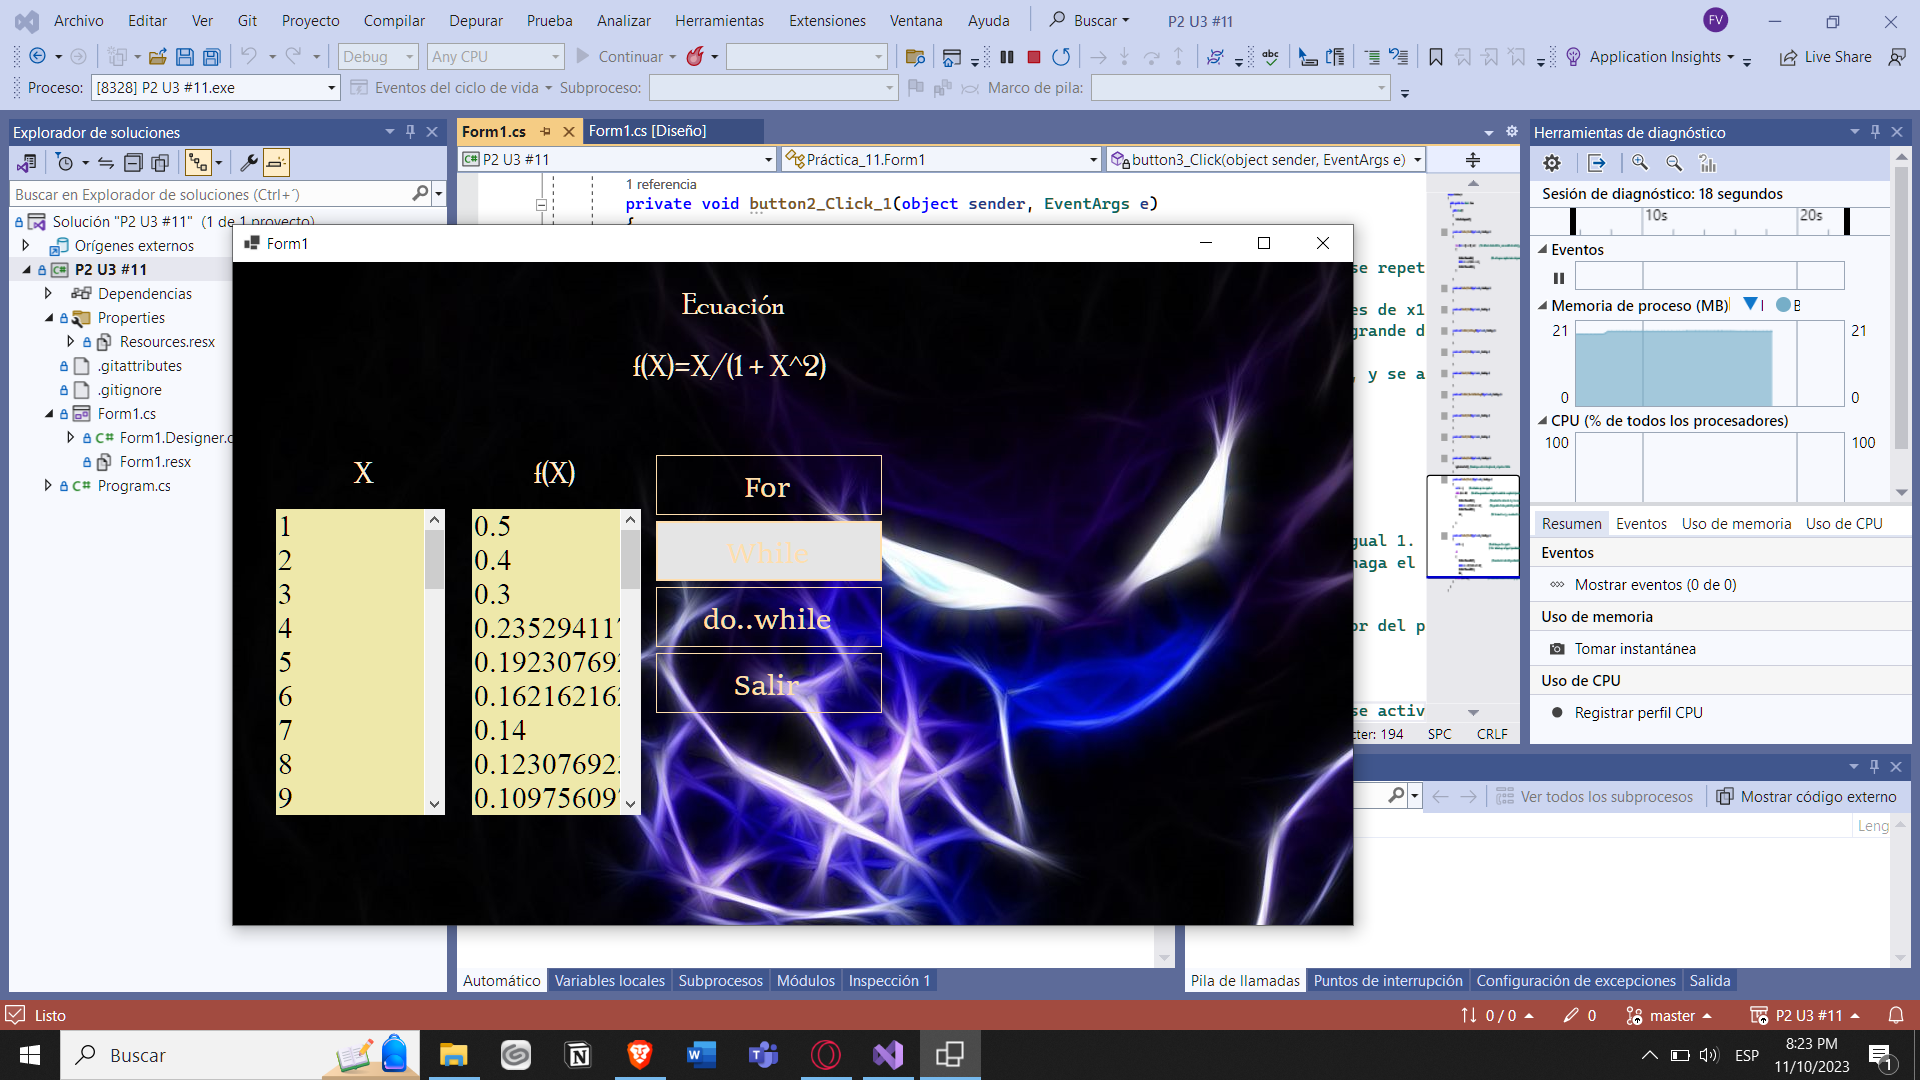 Archivo Editar Ver Git Proyecto Compilar Depurar Prueba Analizar Herramientas Extensiones Ventana Ayuda Buscar P2 U3 #11 FV
Debug Any CPU Continuar Application Insights Live Share
Proceso: [8328] P2 U3 #11.exe Eventos del ciclo de vida Subproceso: Marco de pila:
Explorador de soluciones
Buscar en Explorador de soluciones (Ctrl+´)
Solución "P2 U3 #11" (1 de 1 proyecto)
Orígenes externos
P2 U3 #11
Dependencias
Properties
Resources.resx
.gitattributes
.gitignore
Form1.cs
Form1.Designer.c
Form1.resx
Program.cs
Form1.cs Form1.cs [Diseño]
P2 U3 #11 Práctica_11.Form1 button3_Click(object sender, EventArgs e)
1 referencia
private void button2_Click_1(object sender, EventArgs e)
{
se repet
es de x1
grande d
, y se a
gual 1.
haga el
or del p
se activ
cter: 194 SPC CRLF
Form1
Ecuación
f(X)=X/(1 + X^2)
X
1
2
3
4
5
6
7
8
9
f(X)
0.5
0.4
0.3
0.235294117
0.19230769
0.16216216
0.14
0.12307692
0.10975609
For
While
do..while
Salir
Herramientas de diagnóstico
Sesión de diagnóstico: 18 segundos
10s 20s
Eventos
Memoria de proceso (MB) I B
21 21
0 0
CPU (% de todos los procesadores)
100 100
Resumen Eventos Uso de memoria Uso de CPU
Eventos
Mostrar eventos (0 de 0)
Uso de memoria
Tomar instantánea
Uso de CPU
Registrar perfil CPU
Ver todos los subprocesos Mostrar código externo
Leng
Automático Variables locales Subprocesos Módulos Inspección 1
Pila de llamadas Puntos de interrupción Configuración de excepciones Salida
Listo 0 / 0 0 master P2 U3 #11
Buscar
ESP
8:23 PM
11/10/2023
1